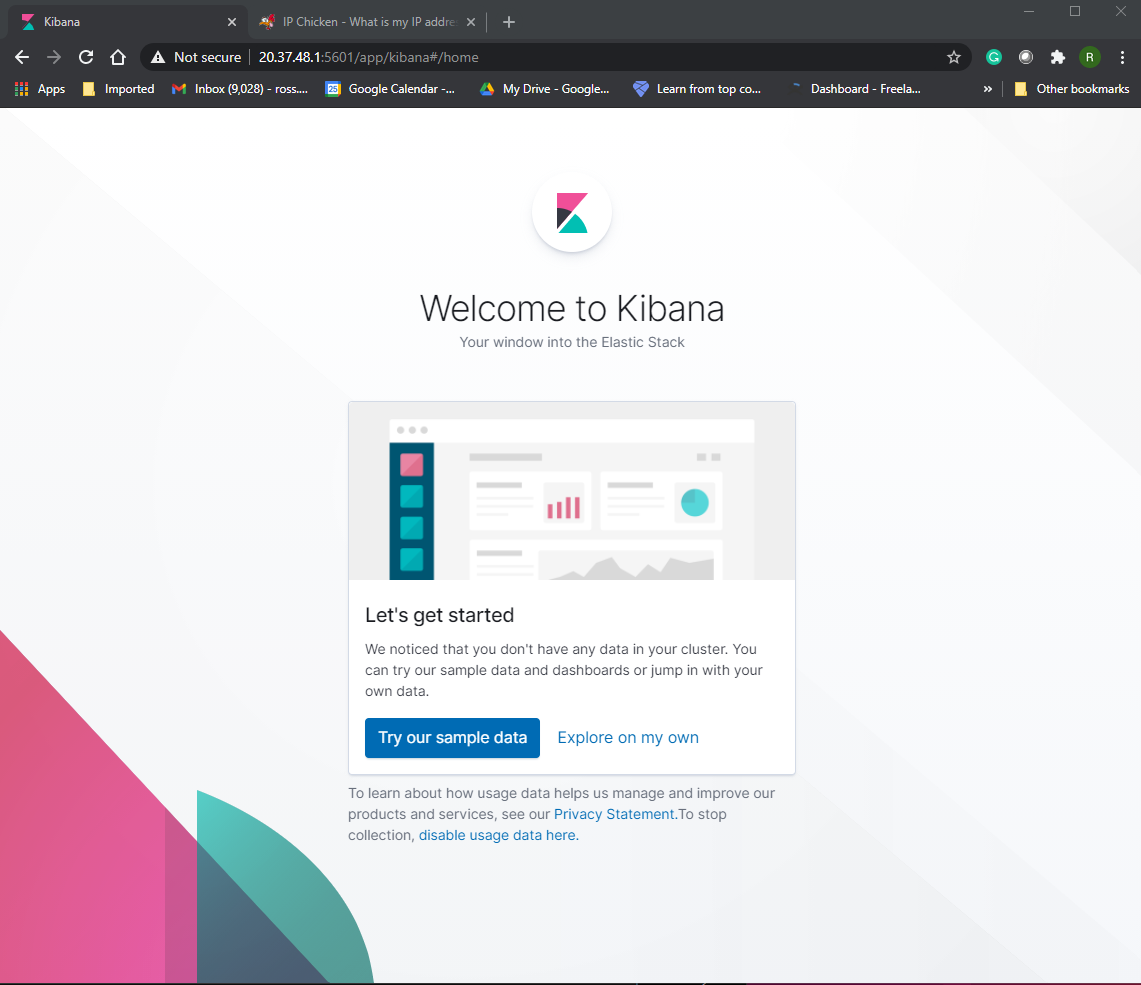 Kibana
IP Chicken - What is my IP addre
Not secure 20.37.48.1:5601/app/kibana#/home
R
Apps Imported Inbox (9,028) - ross.... 25 Google Calendar -... My Drive - Google... Learn from top co... Dashboard - Freela... » Other bookmarks
Welcome to Kibana
Your window into the Elastic Stack
Let's get started
We noticed that you don't have any data in your cluster. You
can try our sample data and dashboards or jump in with your
own data.
Try our sample data Explore on my own
To learn about how usage data helps us manage and improve our
products and services, see our Privacy Statement.To stop
collection, disable usage data here.